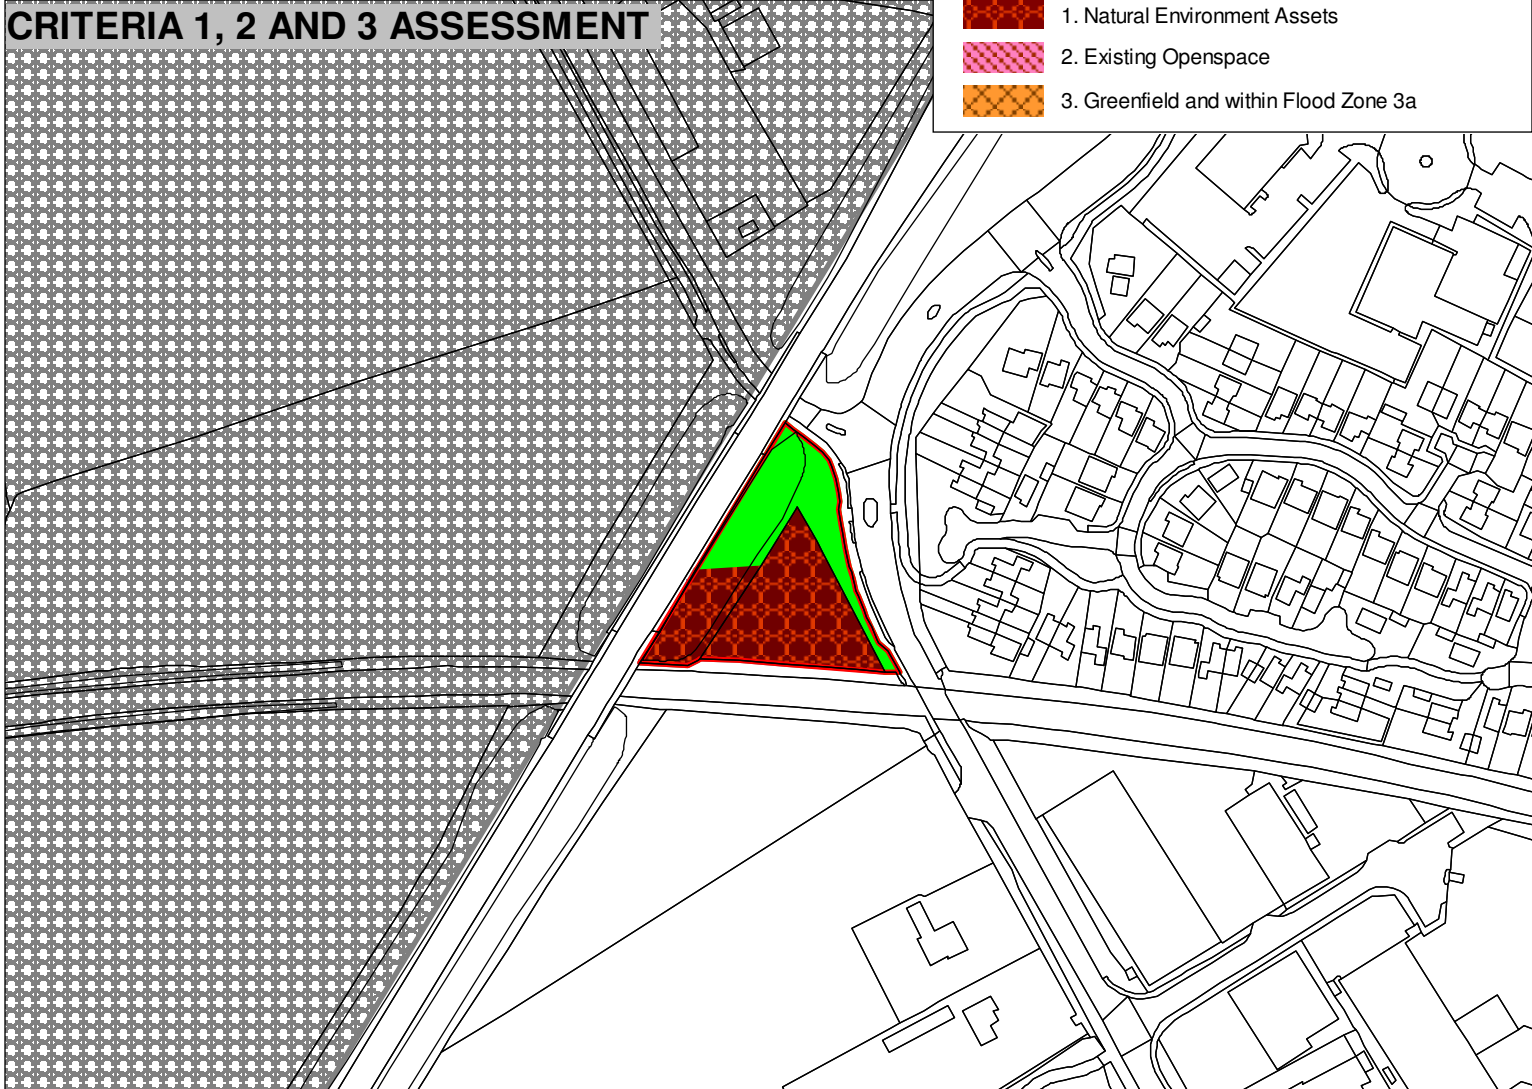 CRITERIA 1, 2 AND 3 ASSESSMENT
1. Natural Environment Assets
2. Existing Openspace
3. Greenfield and within Flood Zone 3a